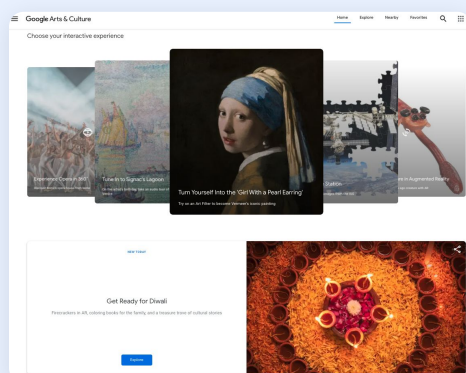 Google Arts & Culture
Home Explore Nearby Favorites
Choose your interactive experience
Experience Opera in 360°
Tune In to Signac's Lagoon
Turn Yourself Into the 'Girl With a Pearl Earring'
Try on an Art Filter to become Vermeer's iconic painting
in Augmented Reality
NEW TODAY
Get Ready for Diwali
Firecrackers in AR, coloring books for the family, and a treasure trove of cultural stories
Explore